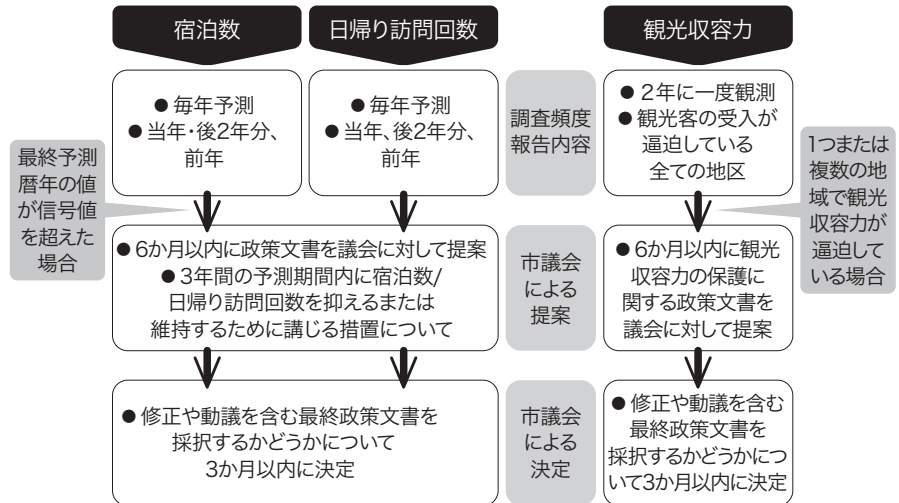 宿泊数
日帰り訪問回数
観光収容力
● 毎年予測
● 当年・後2年分、
前年
● 毎年予測
● 当年、後2年分、
前年
調査頻度
報告内容
● 2年に一度観測
● 観光客の受入が
逼迫している
全ての地区
最終予測
暦年の値
が信号値
を超えた
場合
1つまたは
複数の地
域で観光
収容力が
逼迫して
いる場合
● 6か月以内に政策文書を議会に対して提案
● 3年間の予測期間内に宿泊数/
日帰り訪問回数を抑えるまたは
維持するために講じる措置について
市議会
による
提案
● 6か月以内に観光
収容力の保護に
関する政策文書を
議会に対して提案
● 修正や動議を含む最終政策文書を
採択するかどうかについて
3か月以内に決定
市議会
による
決定
● 修正や動議を含む
最終政策文書を
採択するかどうかにつ
いて3か月以内に決定